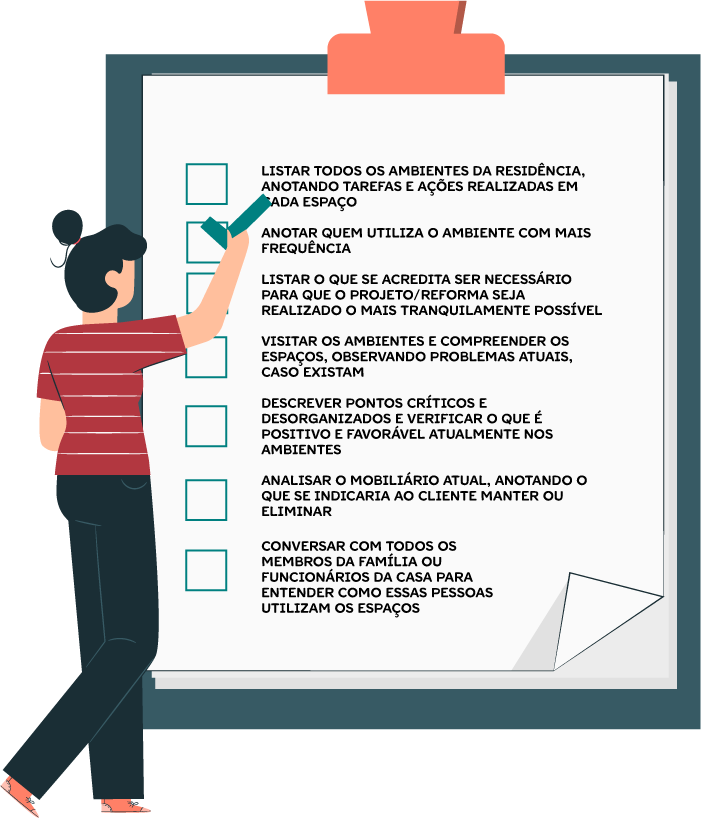 LISTAR TODOS OS AMBIENTES DA RESIDÊNCIA,
ANOTANDO TAREFAS E AÇÕES REALIZADAS EM
CADA ESPAÇO
ANOTAR QUEM UTILIZA O AMBIENTE COM MAIS
FREQUÊNCIA
LISTAR O QUE SE ACREDITA SER NECESSÁRIO
PARA QUE O PROJETO/REFORMA SEJA
REALIZADO O MAIS TRANQUILAMENTE POSSÍVEL
VISITAR OS AMBIENTES E COMPREENDER OS
ESPAÇOS, OBSERVANDO PROBLEMAS ATUAIS,
CASO EXISTAM
DESCREVER PONTOS CRÍTICOS E
DESORGANIZADOS E VERIFICAR O QUE É
POSITIVO E FAVORÁVEL ATUALMENTE NOS
AMBIENTES
ANALISAR O MOBILIÁRIO ATUAL, ANOTANDO O
QUE SE INDICARIA AO CLIENTE MANTER OU
ELIMINAR
CONVERSAR COM TODOS OS
MEMBROS DA FAMÍLIA OU
FUNCIONÁRIOS DA CASA PARA
ENTENDER COMO ESSAS PESSOAS
UTILIZAM OS ESPAÇOS